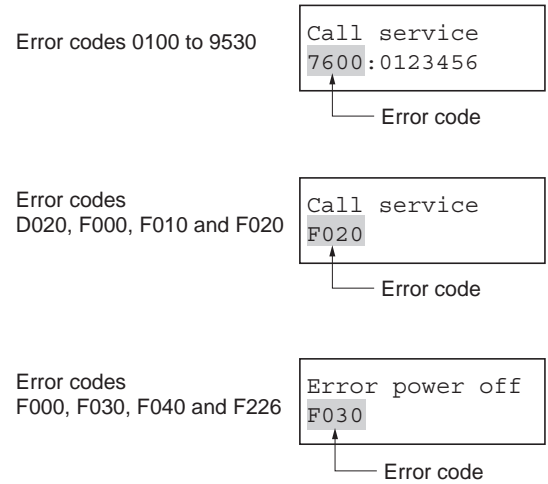 Error codes 0100 to 9530
Call service
7600:0123456
Error code
Error codes
D020, F000, F010 and F020
Call service
F020
Error code
Error codes
F000, F030, F040 and F226
Error power off
F030
Error code